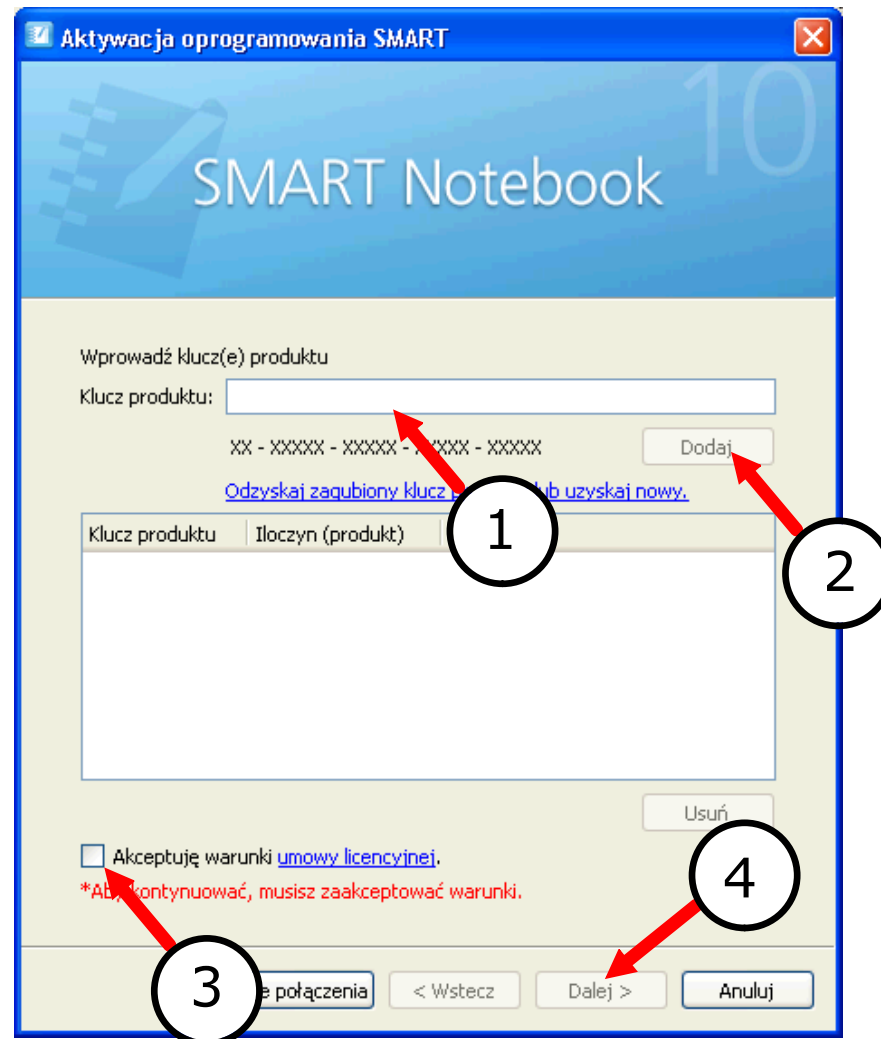 Aktywacja oprogramowania SMART
10
SMART Notebook
Wprowadź klucz(e) produktu
Klucz produktu:
XX - XXXXX - XXXXX - XXXXX - XXXXX
Dodaj
Odzyskaj zagubiony klucz lub uzyskaj nowy.
1
Klucz produktu Iloczyn (produkt)
2
Usuń
Akceptuję warunki umowy licencyjnej.
4
*Aby kontynuować, musisz zaakceptować warunki.
3
połączenia < Wstecz Dalej > Anuluj